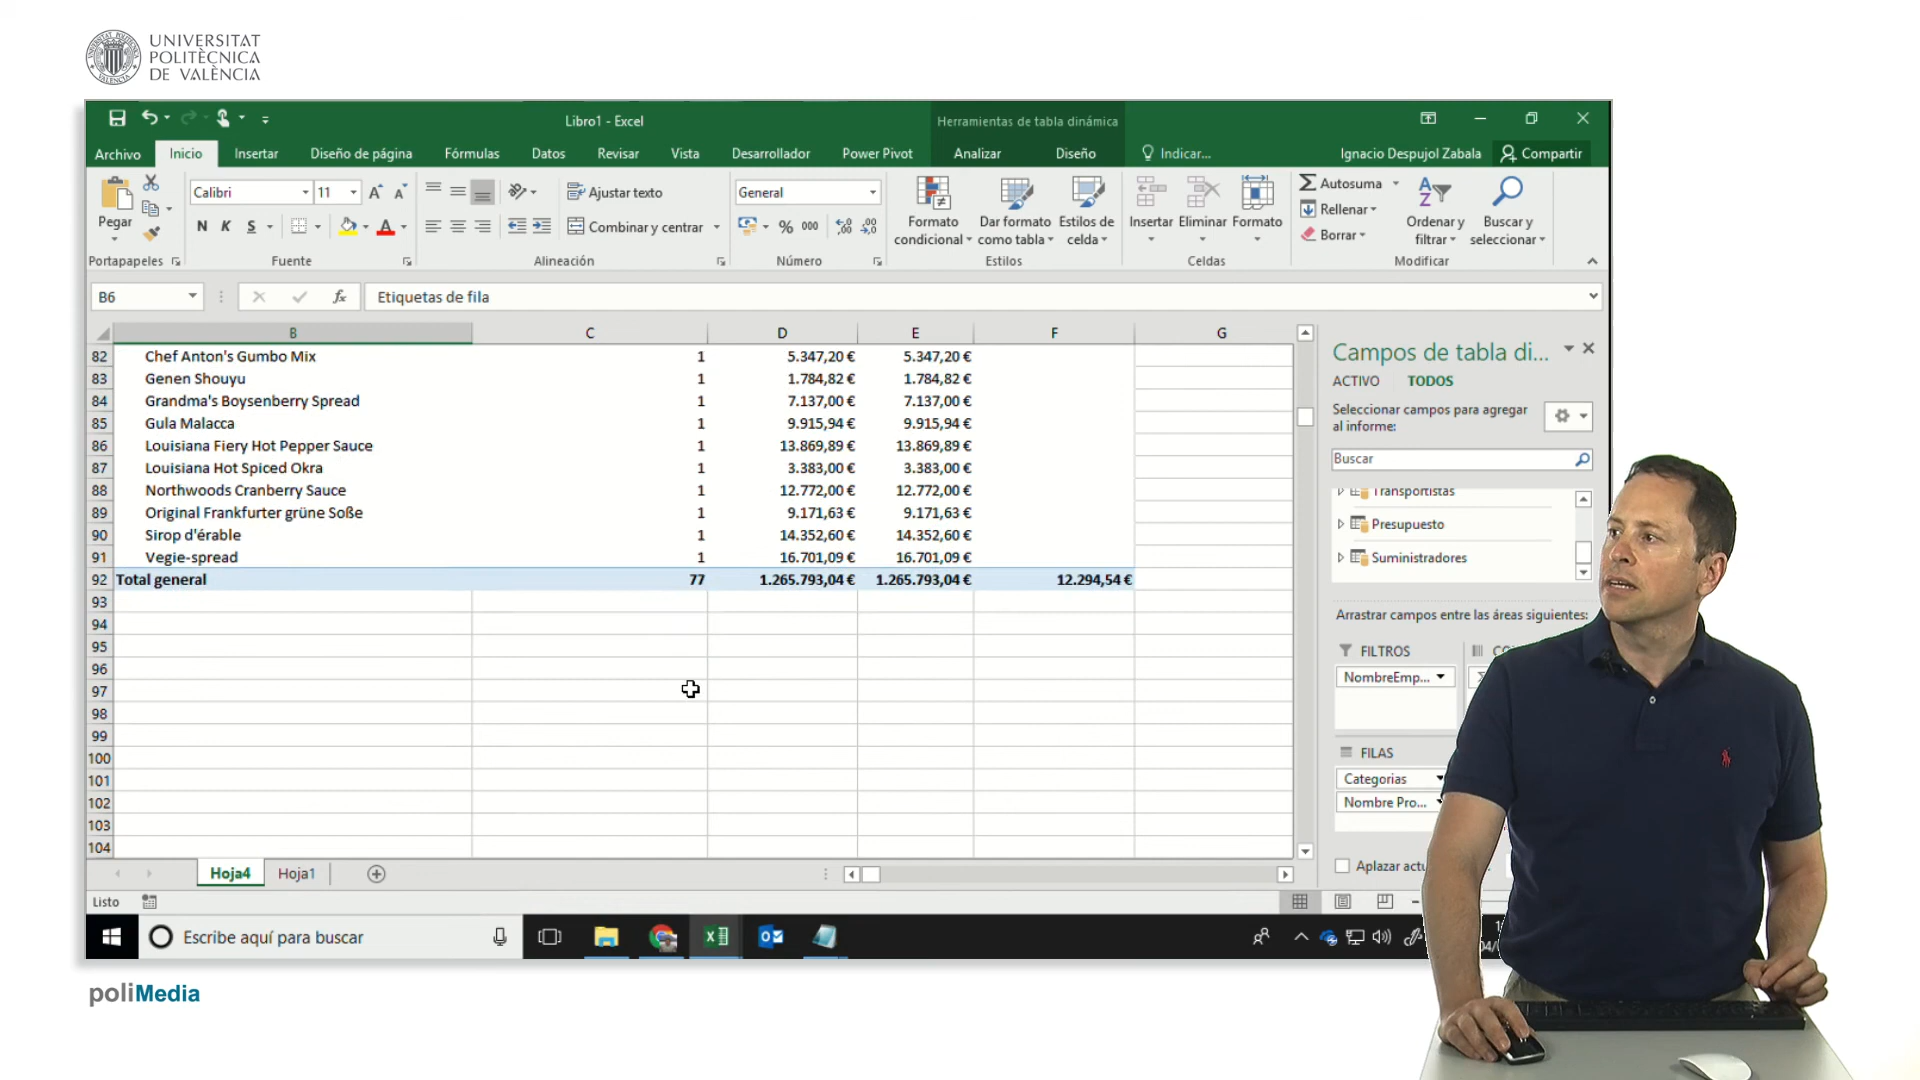 UNIVERSITAT
POLITÈCNICA
DE VALÈNCIA
Libro1 - Excel
Herramientas de tabla dinámica
Archivo Inicio Insertar Diseño de página Fórmulas Datos Revisar Vista Desarrollador Power Pivot Analizar Diseño Indicar... Ignacio Despujol Zabala Compartir
Calibri 11 Ajustar texto General Autosuma
Pegar Formato Dar formato Estilos de Insertar Eliminar Formato Rellenar Ordenar y Buscar y
N K S Combinar y centrar % 000 condicional como tabla celda Borrar filtrar seleccionar
Portapapeles Fuente Alineación Número Estilos Celdas Modificar
B6 fx Etiquetas de fila
B C D E F G
82 Chef Anton's Gumbo Mix 1 5.347,20 € 5.347,20 €
83 Genen Shouyu 1 1.784,82 € 1.784,82 €
84 Grandma's Boysenberry Spread 1 7.137,00 € 7.137,00 €
85 Gula Malacca 1 9.915,94 € 9.915,94 €
86 Louisiana Fiery Hot Pepper Sauce 1 13.869,89 € 13.869,89 €
87 Louisiana Hot Spiced Okra 1 3.383,00 € 3.383,00 €
88 Northwoods Cranberry Sauce 1 12.772,00 € 12.772,00 €
89 Original Frankfurter grüne Soße 1 9.171,63 € 9.171,63 €
90 Sirop d'érable 1 14.352,60 € 14.352,60 €
91 Vegie-spread 1 16.701,09 € 16.701,09 €
92 Total general 77 1.265.793,04 € 1.265.793,04 € 12.294,54 €
93
94
95
96
97
98
99
100
101
102
103
104
Campos de tabla di...
ACTIVO TODOS
Seleccionar campos para agregar
al informe:
Buscar
Transportistas
Presupuesto
Suministradores
Arrastrar campos entre las áreas siguientes:
FILTROS
NombreEmp...
FILAS
Categorias
Nombre Pro...
Aplazar actu
Hoja4 Hoja1
Listo
Escribe aquí para buscar
poliMedia